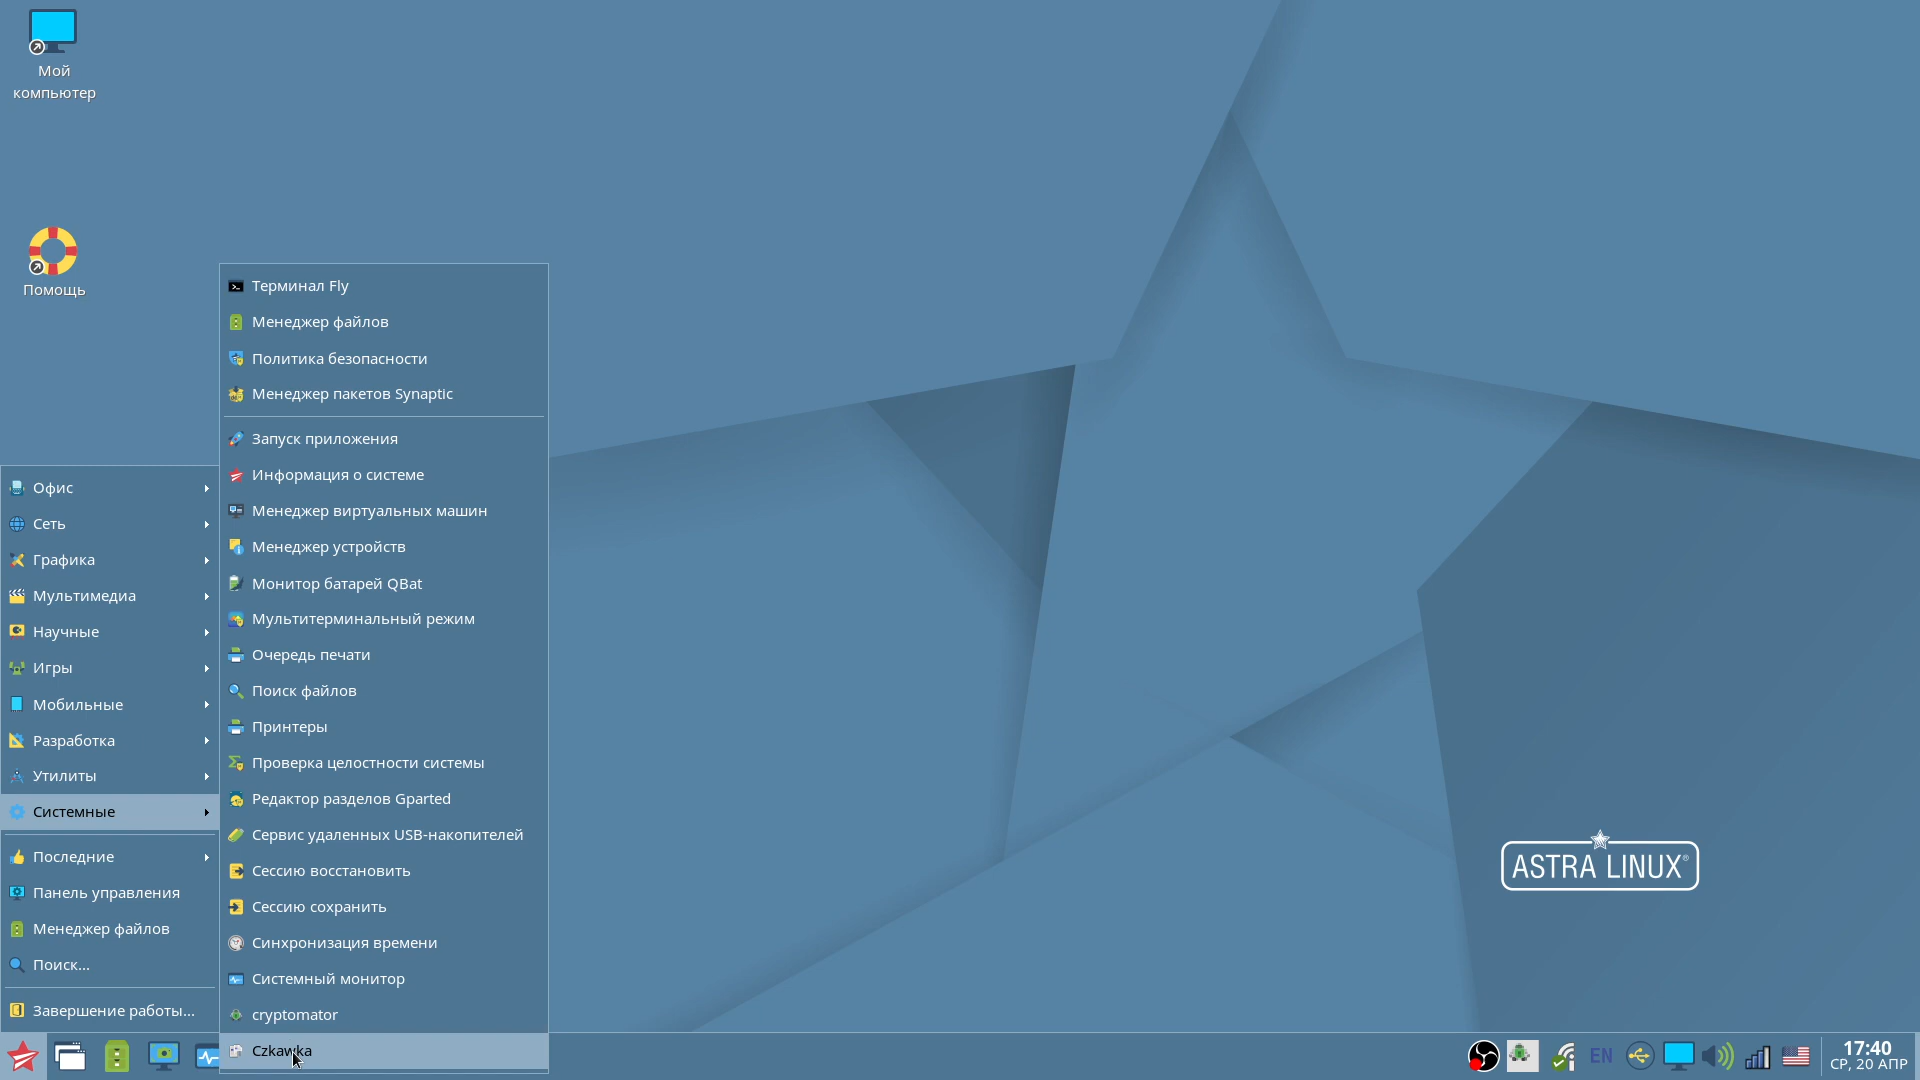 Мой
компьютер
Помощь
Терминал Fly
Менеджер файлов
Политика безопасности
Менеджер пакетов Synaptic
Запуск приложения
Информация о системе
Менеджер виртуальных машин
Менеджер устройств
Монитор батарей QBat
Мультитерминальный режим
Очередь печати
Поиск файлов
Принтеры
Проверка целостности системы
Редактор разделов Gparted
Сервис удаленных USB-накопителей
Сессию восстановить
Сессию сохранить
Синхронизация времени
Системный монитор
cryptomator
Czkawka
Офис
Сеть
Графика
Мультимедиа
Научные
Игры
Мобильные
Разработка
Утилиты
Системные
Последние
Панель управления
Менеджер файлов
Поиск...
Завершение работы...
ASTRA LINUX®
EN
17:40
СР, 20 АПР